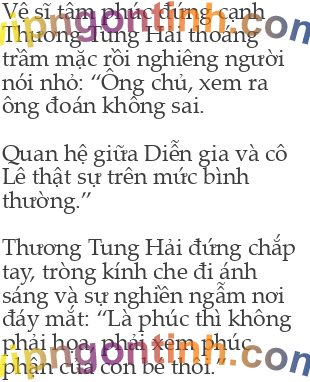 Vệ sĩ tâm phúc đứng cạnh
Thương Tung Hải thoáng
trầm mặc rồi nghiêng người
nói nhỏ: “Ông chủ, xem ra
ông đoán không sai.
Quan hệ giữa Diễn gia và cô
Lê thật sự trên mức bình
thường.”
Thương Tung Hải đứng chắp
tay, tròng kính che đi ánh
sáng và sự nghiền ngẫm nơi
đáy mắt: “Là phúc thì không
phải họa, phải xem phúc
phận của con bé thôi.”
vipngontinh.com
vipngontinh.com